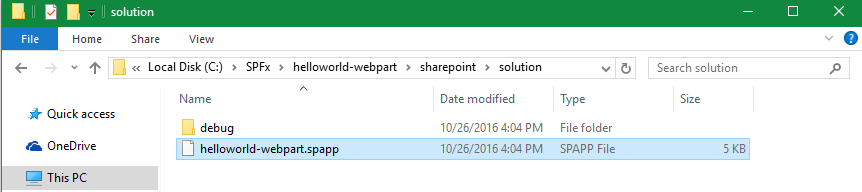 solution
File Home Share View
« Local Disk (C:) SPFx helloworld-webpart sharepoint solution Search solution
Name Date modified Type Size
Quick access
debug 10/26/2016 4:04 PM File folder
OneDrive
helloworld-webpart.spapp 10/26/2016 4:04 PM SPAPP File 5 KB
This PC